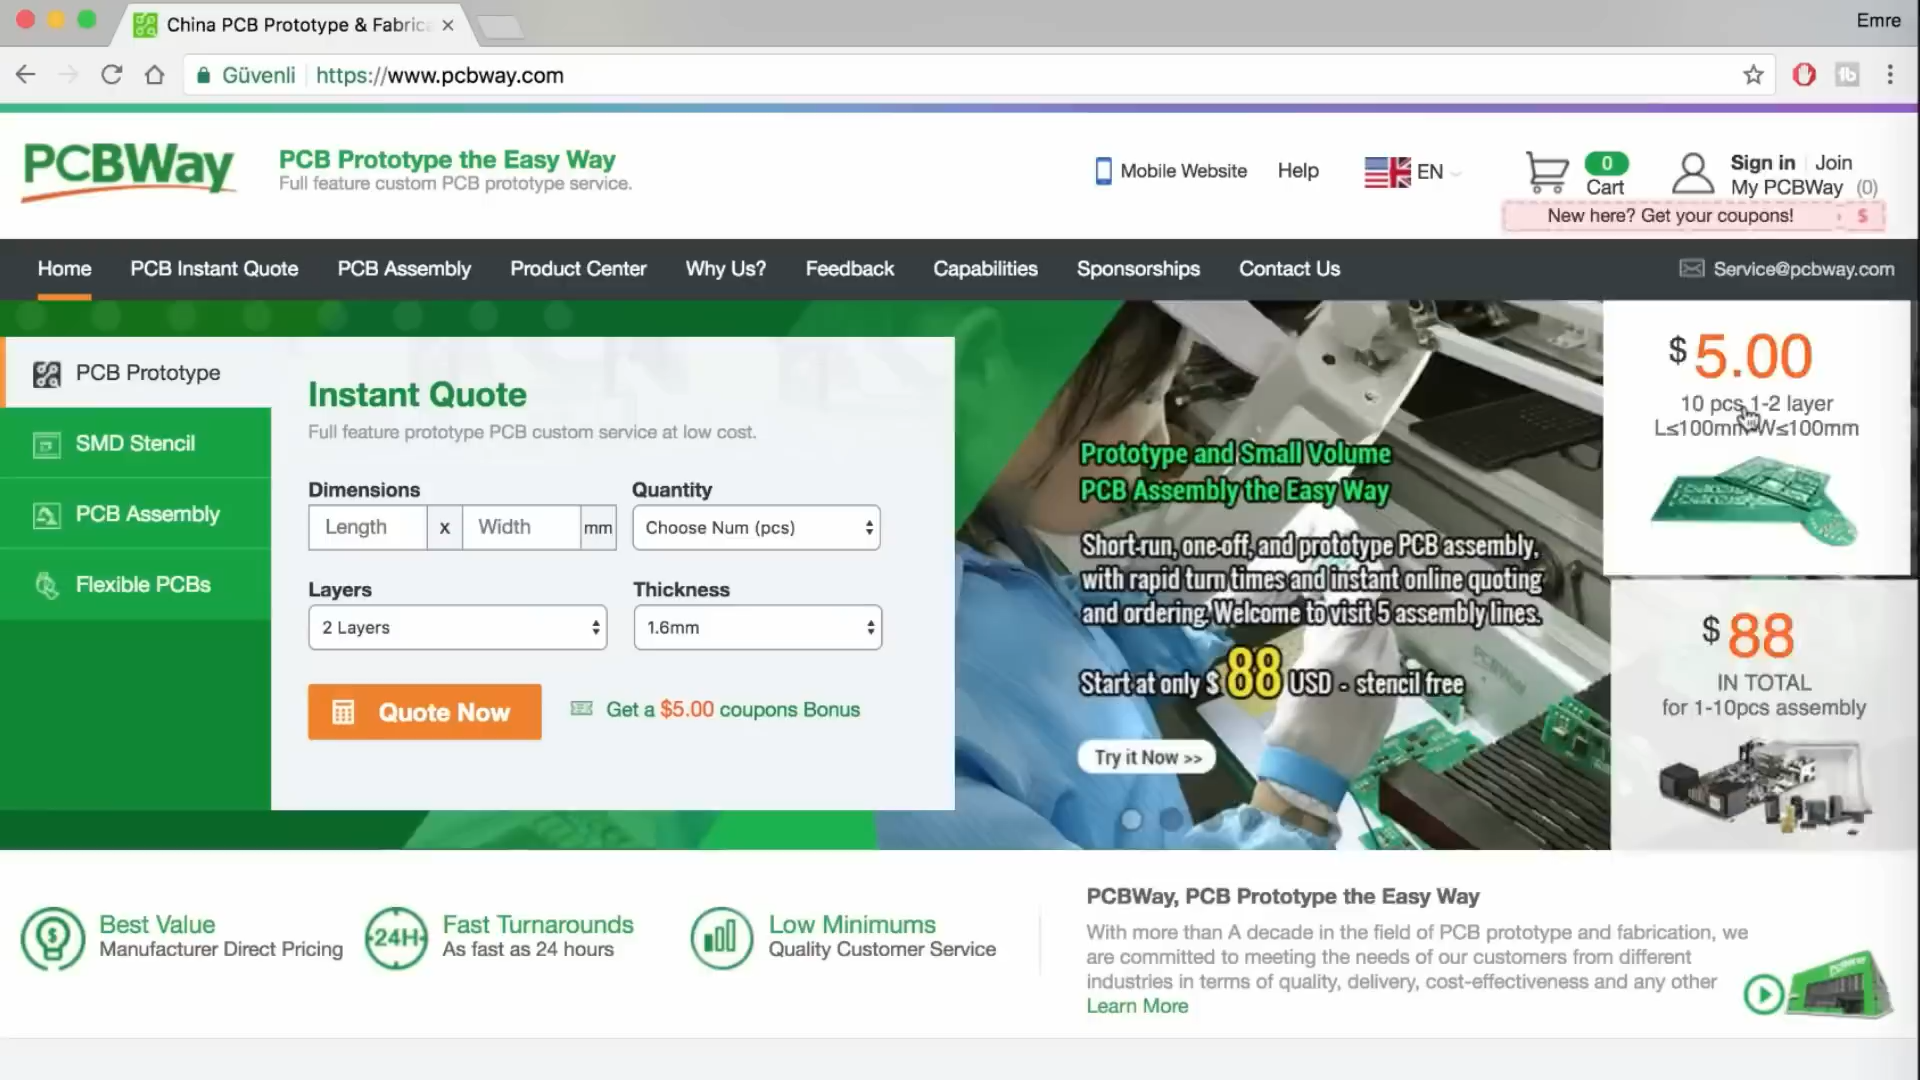 China PCB Prototype & Fabrica
Emre
Güvenli
https://www.pcbway.com
PCBWay
PCB Prototype the Easy Way
Full feature custom PCB prototype service.
Mobile Website
Help
EN
0
Cart
Sign in
Join
My PCBWay (0)
New here? Get your coupons!
$
Home
PCB Instant Quote
PCB Assembly
Product Center
Why Us?
Feedback
Capabilities
Sponsorships
Contact Us
Service@pcbway.com
PCB Prototype
SMD Stencil
PCB Assembly
Flexible PCBs
Instant Quote
Full feature prototype PCB custom service at low cost.
Dimensions
Length
x
Width
mm
Quantity
Choose Num (pcs)
Layers
2 Layers
Thickness
1.6mm
Quote Now
Get a $5.00 coupons Bonus
Prototype and Small Volume
PCB Assembly the Easy Way
Short-run, one-off, and prototype PCB assembly,
with rapid turn times and instant online quoting
and ordering. Welcome to visit 5 assembly lines.
Start at only $ 88 USD - stencil free
Try it Now >>
$ 5.00
10 pcs 1-2 layer
L≤100mm W≤100mm
$ 88
IN TOTAL
for 1-10pcs assembly
Best Value
Manufacturer Direct Pricing
24H
Fast Turnarounds
As fast as 24 hours
Low Minimums
Quality Customer Service
PCBWay, PCB Prototype the Easy Way
With more than A decade in the field of PCB prototype and fabrication, we
are committed to meeting the needs of our customers from different
industries in terms of quality, delivery, cost-effectiveness and any other
Learn More